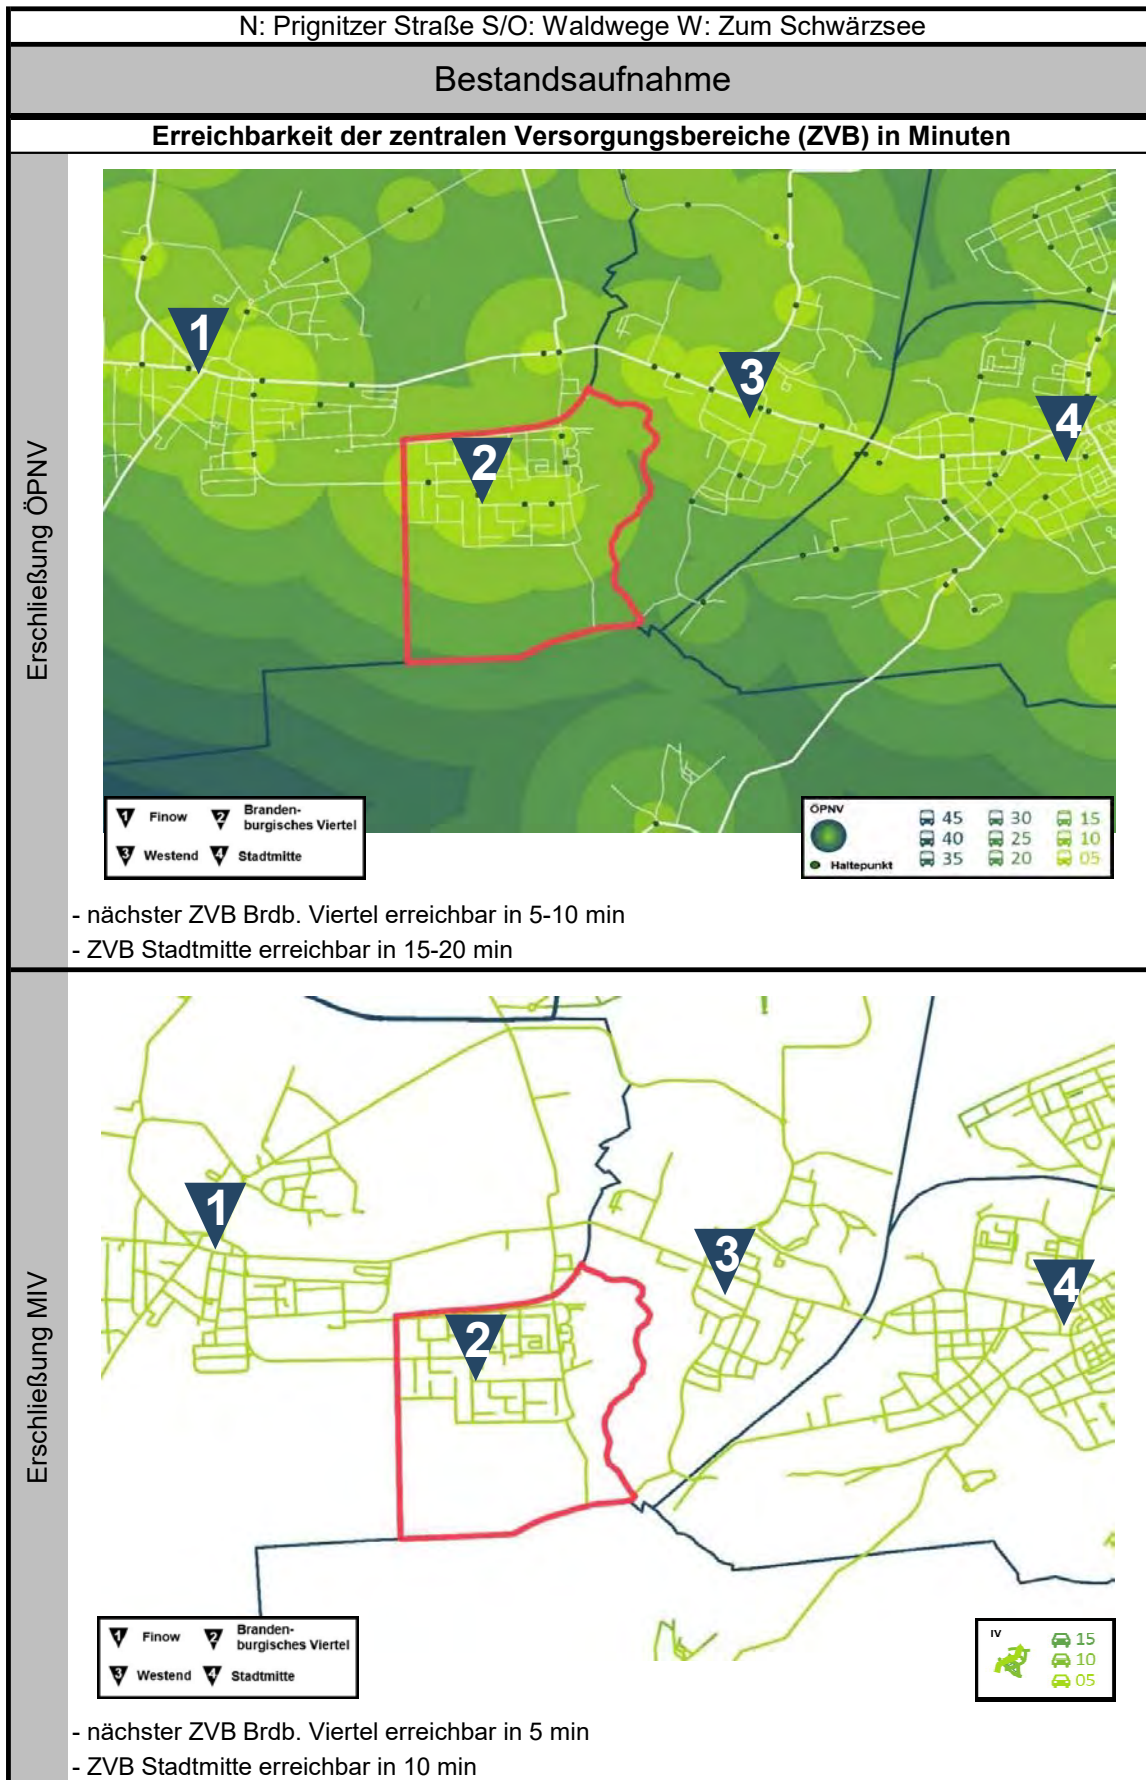 N: Prignitzer Straße S/O: Waldwege W: Zum Schwärzsee
Bestandsaufnahme
Erreichbarkeit der zentralen Versorgungsbereiche (ZVB) in Minuten
Erschließung ÖPNV
1
2
3
4
1 Finow 2 Branden-
burgisches Viertel
3 Westend 4 Stadtmitte
ÖPNV
Haltepunkt
45 30 15
40 25 10
35 20 05
- nächster ZVB Brdb. Viertel erreichbar in 5-10 min
- ZVB Stadtmitte erreichbar in 15-20 min
Erschließung MIV
1
2
3
4
1 Finow 2 Branden-
burgisches Viertel
3 Westend 4 Stadtmitte
IV
15
10
05
- nächster ZVB Brdb. Viertel erreichbar in 5 min
- ZVB Stadtmitte erreichbar in 10 min